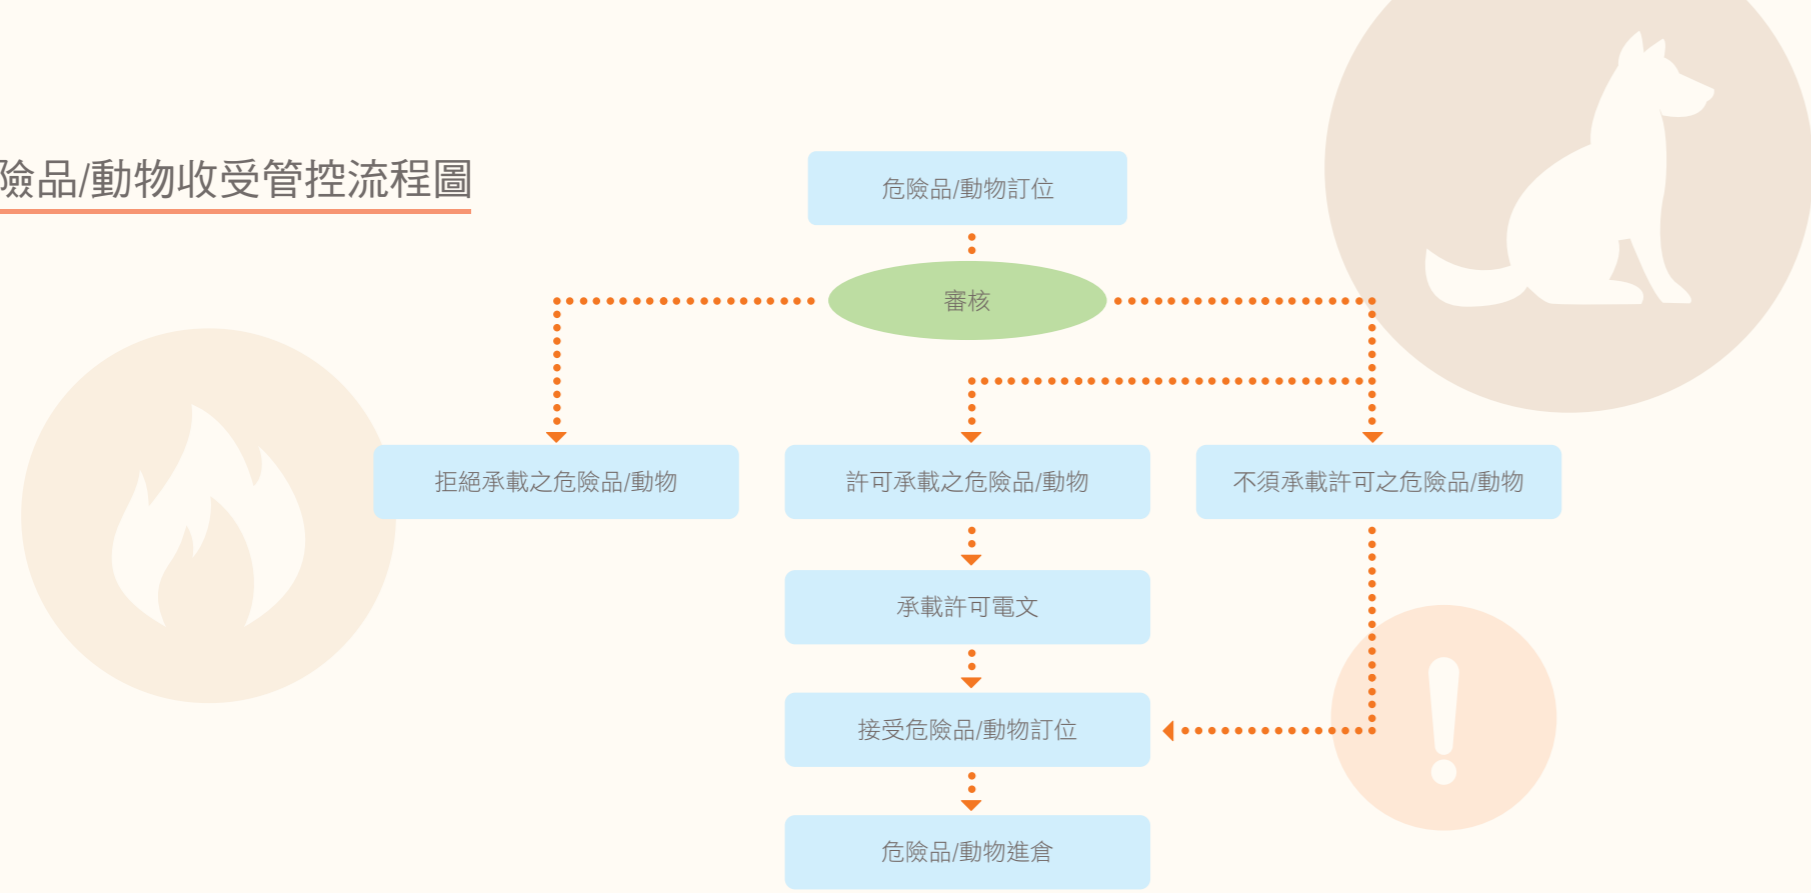 險品/動物收受管控流程圖
危險品/動物訂位
審核
拒絕承載之危險品/動物
許可承載之危險品/動物
不須承載許可之危險品/動物
承載許可電文
接受危險品/動物訂位
危險品/動物進倉